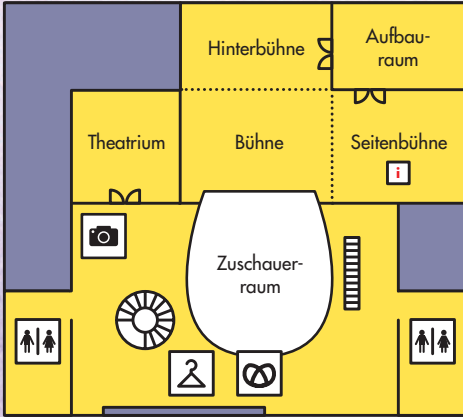 Hinterbühne
Aufbau-
raum
Theatrium
Bühne
Seitenbühne
i
Zuschauer-
raum